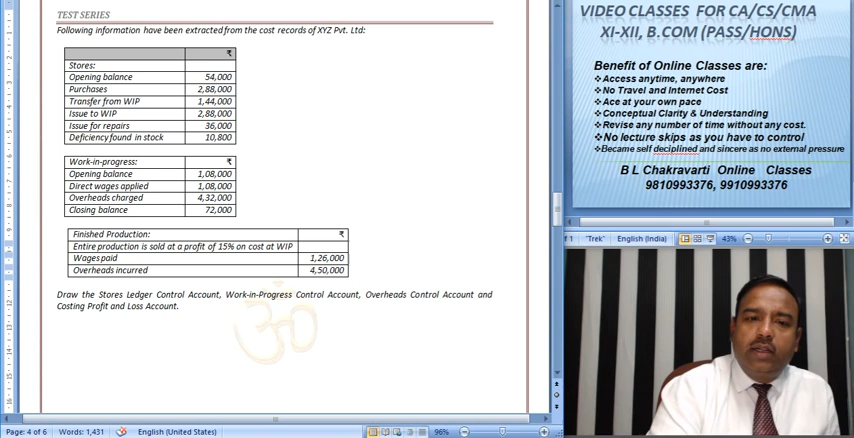 TEST SERIES
Following information have been extracted from the cost records of XYZ Pvt. Ltd:
₹
Stores:
Opening balance 54,000
Purchases 2,88,000
Transfer from WIP 1,44,000
Issue to WIP 2,88,000
Issue for repairs 36,000
Deficiency found in stock 10,800
Work-in-progress: ₹
Opening balance 1,08,000
Direct wages applied 1,08,000
Overheads charged 4,32,000
Closing balance 72,000
Finished Production: ₹
Entire production is sold at a profit of 15% on cost at WIP
Wages paid 1,26,000
Overheads incurred 4,50,000
Draw the Stores Ledger Control Account, Work-in-Progress Control Account, Overheads Control Account and
Costing Profit and Loss Account.
ॐ
Page: 4 of 6 Words: 1,431 English (United States) 96%
VIDEO CLASSES FOR CA/CS/CMA
XI-XII, B.COM (PASS/HONS)
Benefit of Online Classes are:
❖Access anytime, anywhere
❖No Travel and Internet Cost
❖Ace at your own pace
❖Conceptual Clarity & Understanding
❖Revise any number of time without any cost.
❖No lecture skips as you have to control
❖Became self deciplined and sincere as no external pressure
B L Chakravarti Online Classes
9810993376, 9910993376
f 1 "Trek" English (India) 43%